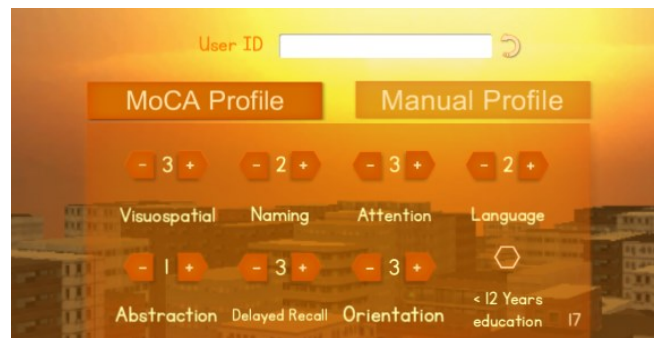 User ID
MoCA Profile Manual Profile
- 3 + - 2 + - 3 + - 2 +
Visuospatial Naming Attention Language
- 1 + - 3 + - 3 +
Abstraction Delayed Recall Orientation < 12 Years
education 17